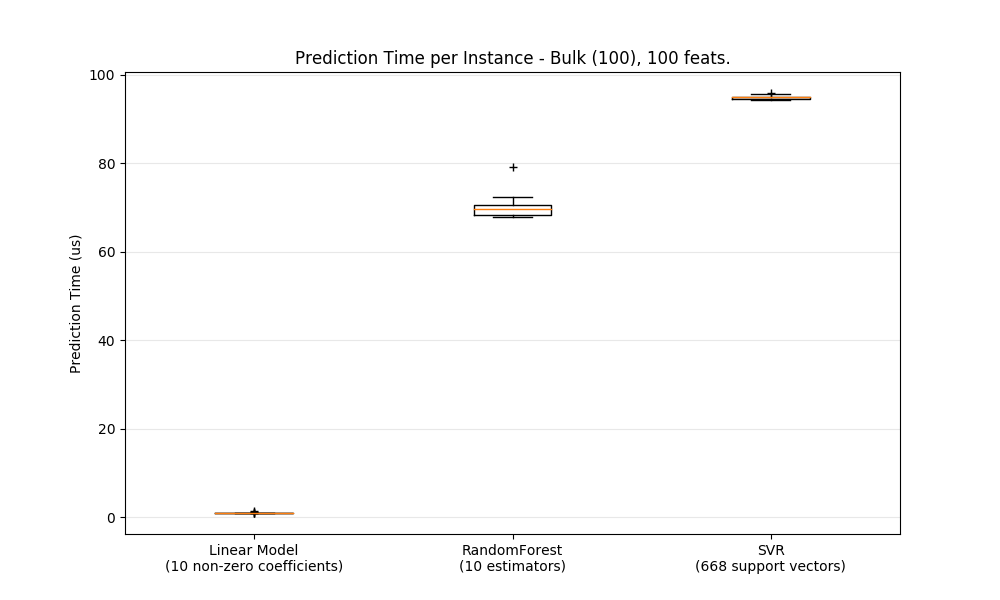 Prediction Time per Instance - Bulk (100), 100 feats.
Prediction Time (us)
100
80
60
40
20
0
Linear Model
(10 non-zero coefficients)
RandomForest
(10 estimators)
SVR
(668 support vectors)